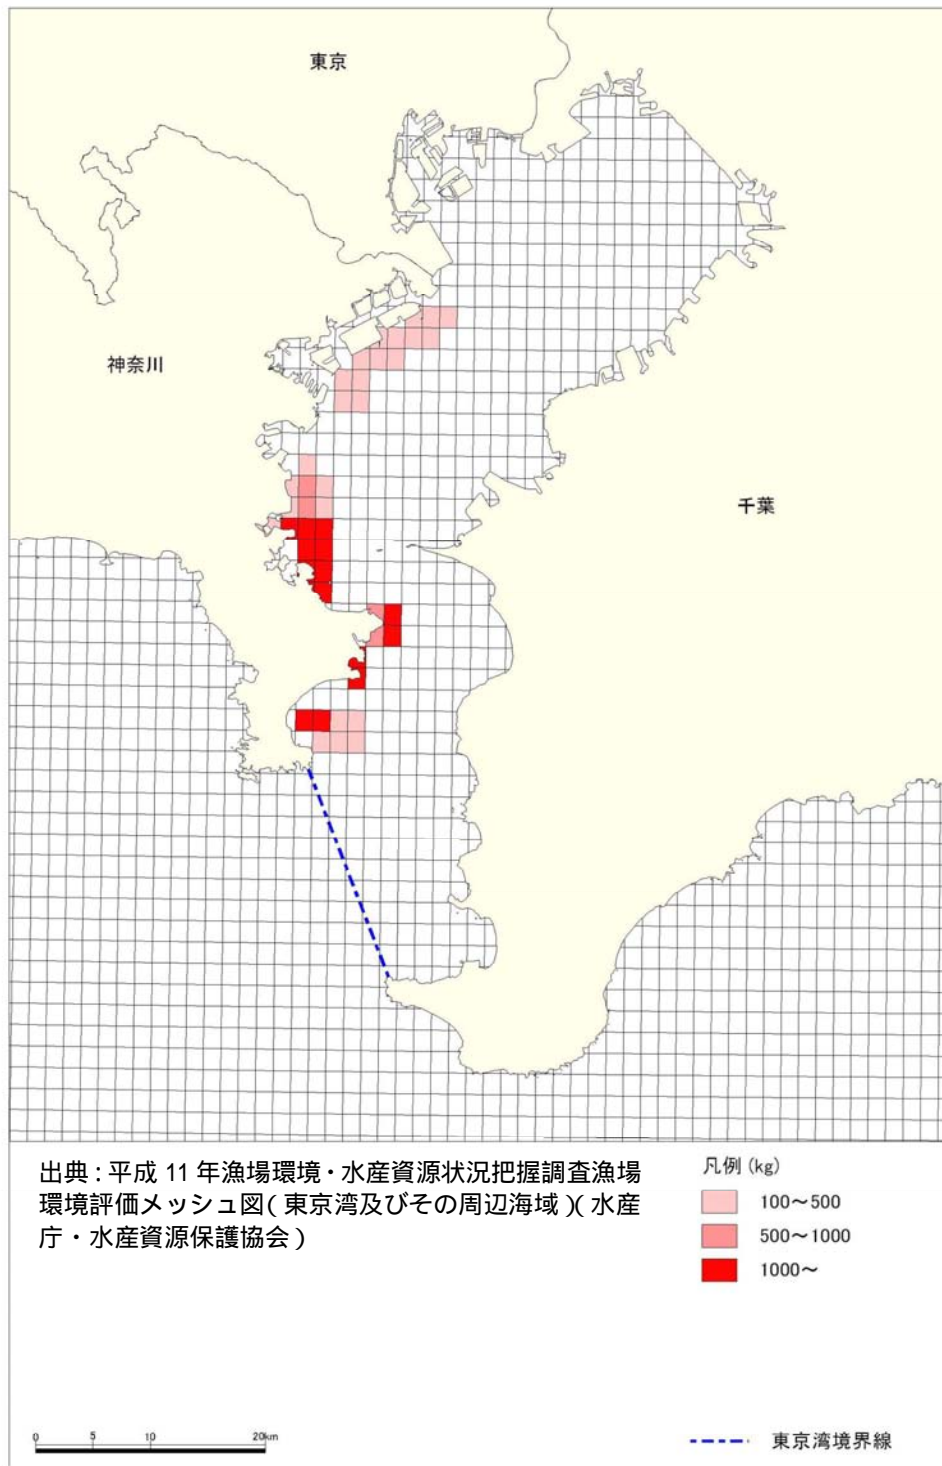 東京
神奈川
千葉
出典：平成 11 年漁場環境・水産資源状況把握調査漁場
環境評価メッシュ図（東京湾及びその周辺海域）（水産
庁・水産資源保護協会）
凡例 (kg)
100～500
500～1000
1000～
0 5 10 20km
東京湾境界線